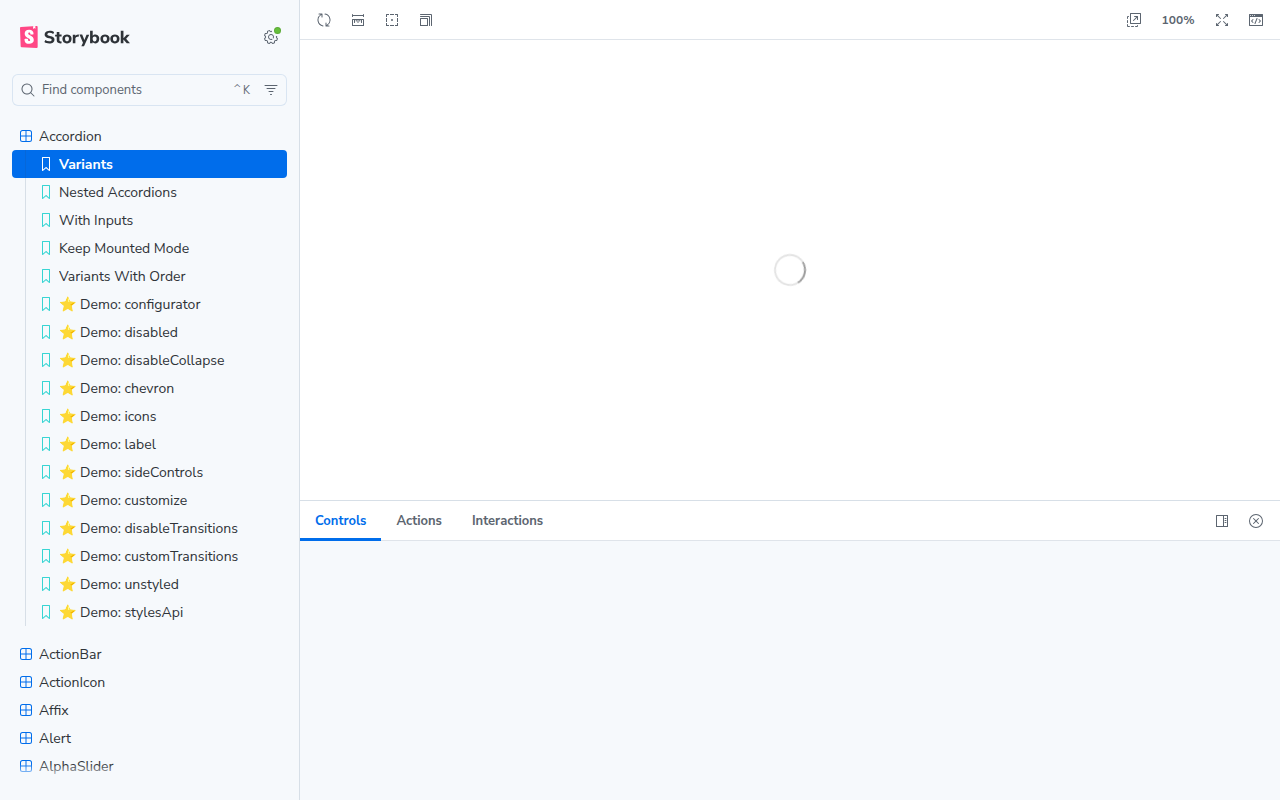 Storybook
Find components
^ K
Accordion
Variants
Nested Accordions
With Inputs
Keep Mounted Mode
Variants With Order
⭐ Demo: configurator
⭐ Demo: disabled
⭐ Demo: disableCollapse
⭐ Demo: chevron
⭐ Demo: icons
⭐ Demo: label
⭐ Demo: sideControls
⭐ Demo: customize
⭐ Demo: disableTransitions
⭐ Demo: customTransitions
⭐ Demo: unstyled
⭐ Demo: stylesApi
ActionBar
ActionIcon
Affix
Alert
AlphaSlider
100%
Controls
Actions
Interactions